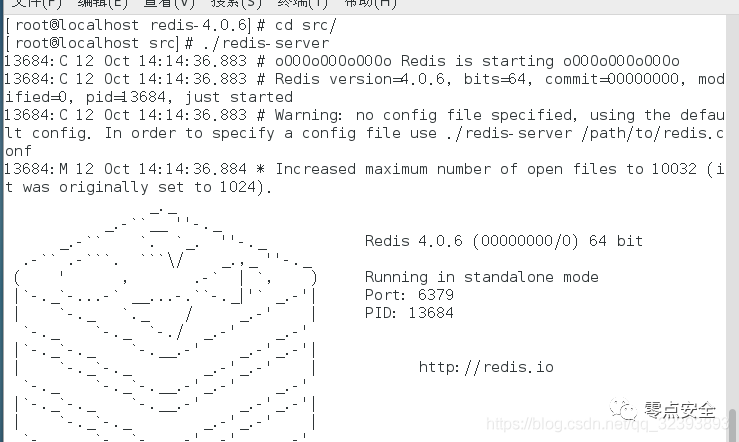 文件(F) 编辑(E) 查看(V) 搜索(S) 终端(T) 帮助(H)
[root@localhost redis-4.0.6]# cd src/
[root@localhost src]# ./redis-server
13684:C 12 Oct 14:14:36.883 # oO0OoO0OoO0Oo Redis is starting oO0OoO0OoO0Oo
13684:C 12 Oct 14:14:36.883 # Redis version=4.0.6, bits=64, commit=00000000, mod
ified=0, pid=13684, just started
13684:C 12 Oct 14:14:36.883 # Warning: no config file specified, using the defau
lt config. In order to specify a config file use ./redis-server /path/to/redis.c
onf
13684:M 12 Oct 14:14:36.884 * Increased maximum number of open files to 10032 (i
t was originally set to 1024).
Redis 4.0.6 (00000000/0) 64 bit
Running in standalone mode
Port: 6379
PID: 13684
http://redis.io
零点安全
https://blog.csdn.net/qq_32393893